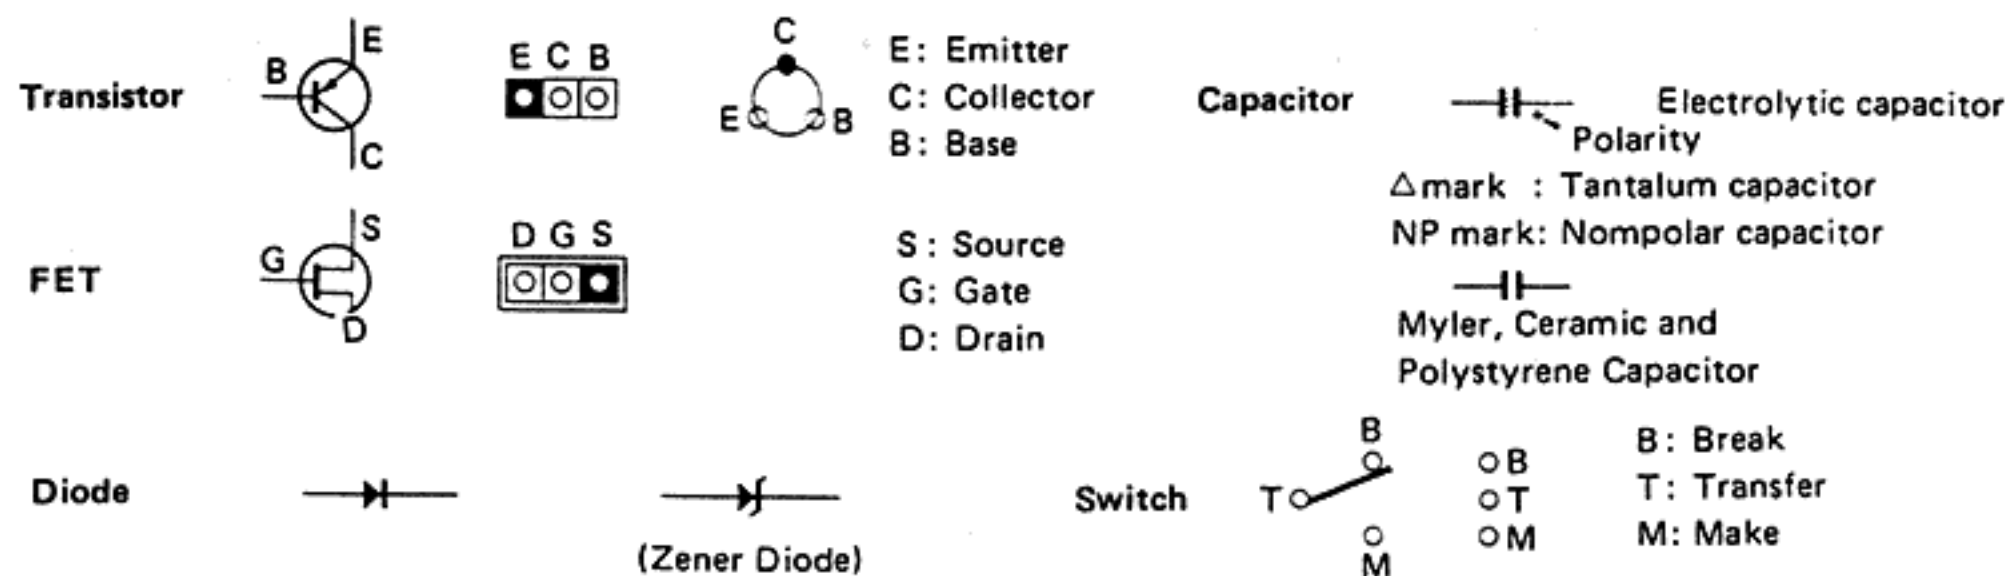 Transistor
B
E
C
E C B
C
E
B
E: Emitter
C: Collector
B: Base
Capacitor
Electrolytic capacitor
Polarity
△mark : Tantalum capacitor
NP mark: Nompolar capacitor
Myler, Ceramic and
Polystyrene Capacitor
FET
G
S
D
D G S
S: Source
G: Gate
D: Drain
Diode
(Zener Diode)
Switch
B
T
M
B
T
M
B: Break
T: Transfer
M: Make